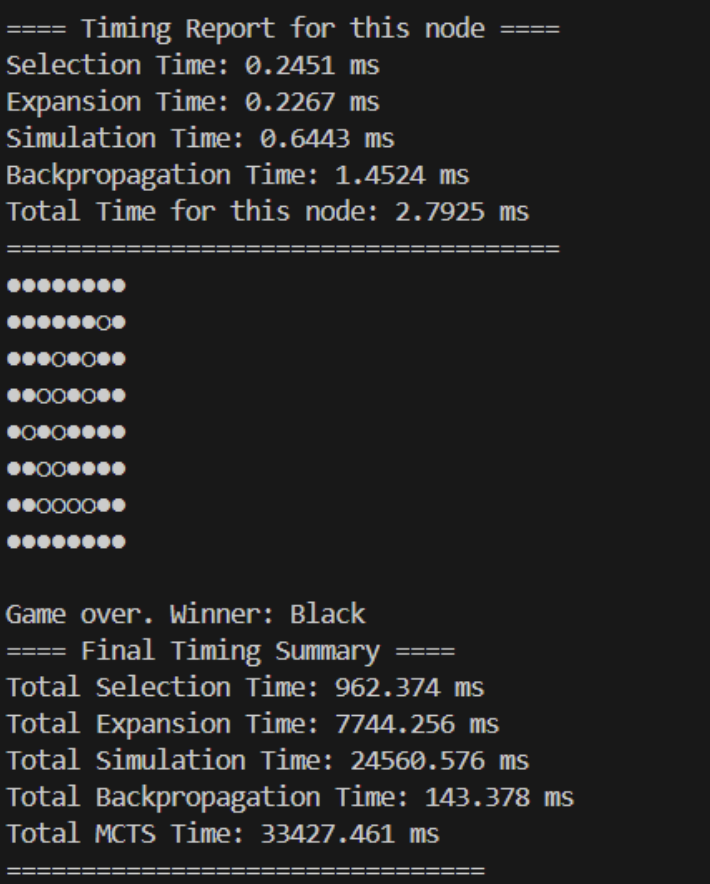 ==== Timing Report for this node ====
Selection Time: 0.2451 ms
Expansion Time: 0.2267 ms
Simulation Time: 0.6443 ms
Backpropagation Time: 1.4524 ms
Total Time for this node: 2.7925 ms
=====================================
●●●●●●●●
●●●●●●○●
●●●○●○●●
●●○○●○●●
●○●○●●●●
●●○○●●●●
●●○○○○●●
●●●●●●●●
Game over. Winner: Black
==== Final Timing Summary ====
Total Selection Time: 962.374 ms
Total Expansion Time: 7744.256 ms
Total Simulation Time: 24560.576 ms
Total Backpropagation Time: 143.378 ms
Total MCTS Time: 33427.461 ms
================================